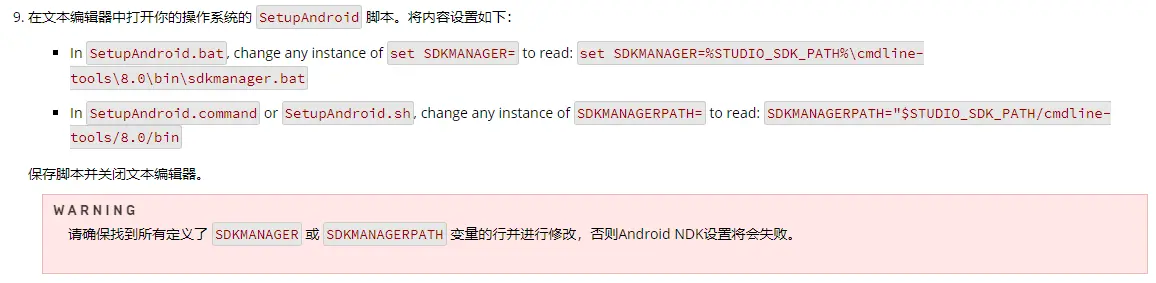 9. 在文本编辑器中打开你的操作系统的 SetupAndroid 脚本。将内容设置如下：
▪ In SetupAndroid.bat, change any instance of set SDKMANAGER= to read: set SDKMANAGER=%STUDIO_SDK_PATH%\cmdline-
tools\8.0\bin\sdkmanager.bat
▪ In SetupAndroid.command or SetupAndroid.sh, change any instance of SDKMANAGERPATH= to read: SDKMANAGERPATH="$STUDIO_SDK_PATH/cmdline-
tools/8.0/bin
保存脚本并关闭文本编辑器。
WARNING
请确保找到所有定义了 SDKMANAGER 或 SDKMANAGERPATH 变量的行并进行修改，否则Android NDK设置将会失败。